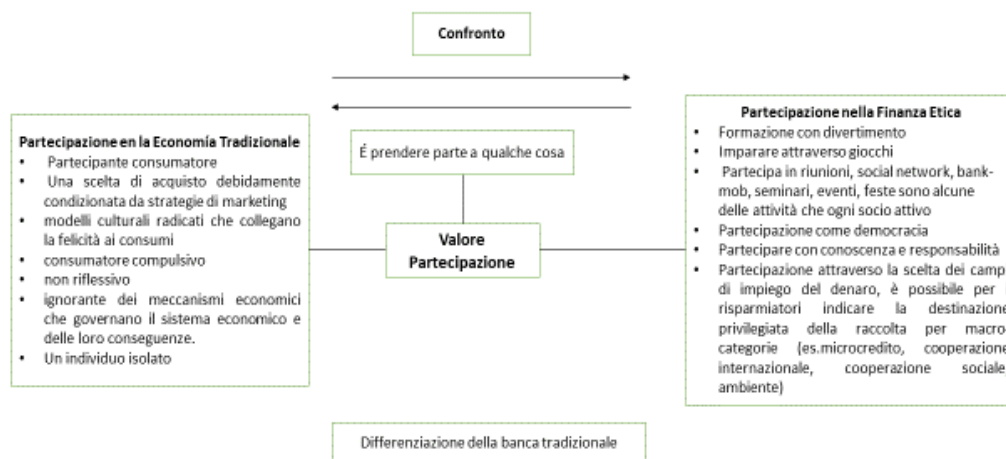 Confronto
Partecipazione en la Economía Tradizionale
• Partecipante consumatore
• Una scelta di acquisto debidamente
condizionata da strategie di marketing
• modelli culturali radicati che collegano
la felicità ai consumi
• consumatore compulsivo
• non riflessivo
• ignorante dei meccanismi economici
che governano il sistema economico e
delle loro conseguenze.
• Un individuo isolato
É prendere parte a qualche cosa
Valore
Partecipazione
Partecipazione nella Finanza Etica
• Formazione con divertimento
• Imparare attraverso giocchi
• Partecipa in riunioni, social network, bank-
mob, seminari, eventi, feste sono alcune
delle attività che ogni socio attivo
• Partecipazione come democracia
• Partecipare con conoscenza e responsabilità
• Partecipazione attraverso la scelta dei camp
di impiego del denaro, è possibile per
risparmiatori indicare la destinazione
privilegiata della raccolta per macro
categorie (es.microcredito, cooperazione
internazionale, cooperazione sociale,
ambiente)
Differenziazione della banca tradizionale